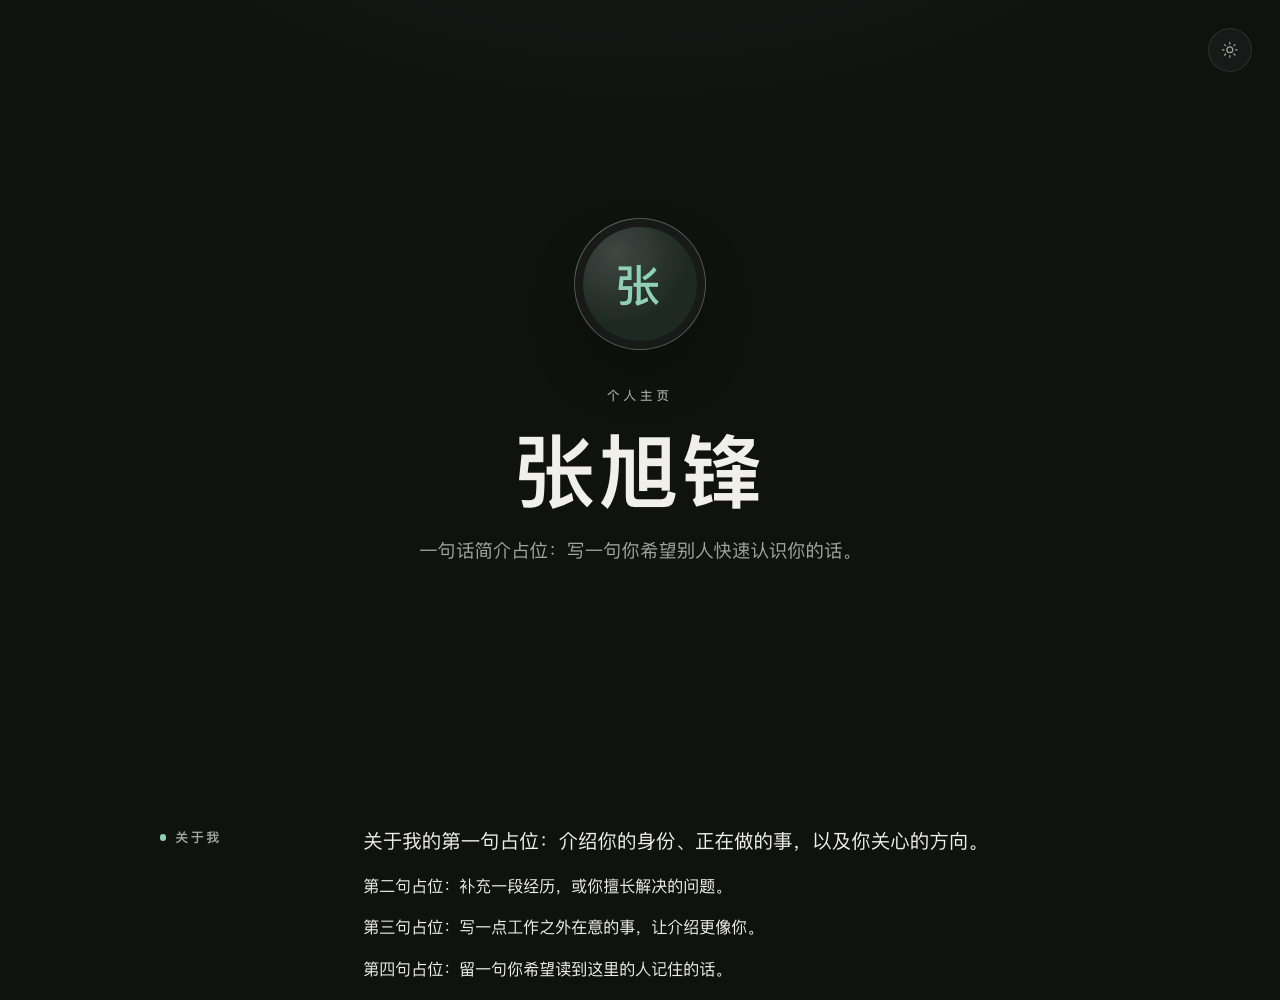 张
个人主页
张旭锋
一句话简介占位：写一句你希望别人快速认识你的话。
关于我
关于我的第一句占位：介绍你的身份、正在做的事，以及你关心的方向。
第二句占位：补充一段经历，或你擅长解决的问题。
第三句占位：写一点工作之外在意的事，让介绍更像你。
第四句占位：留一句你希望读到这里的人记住的话。